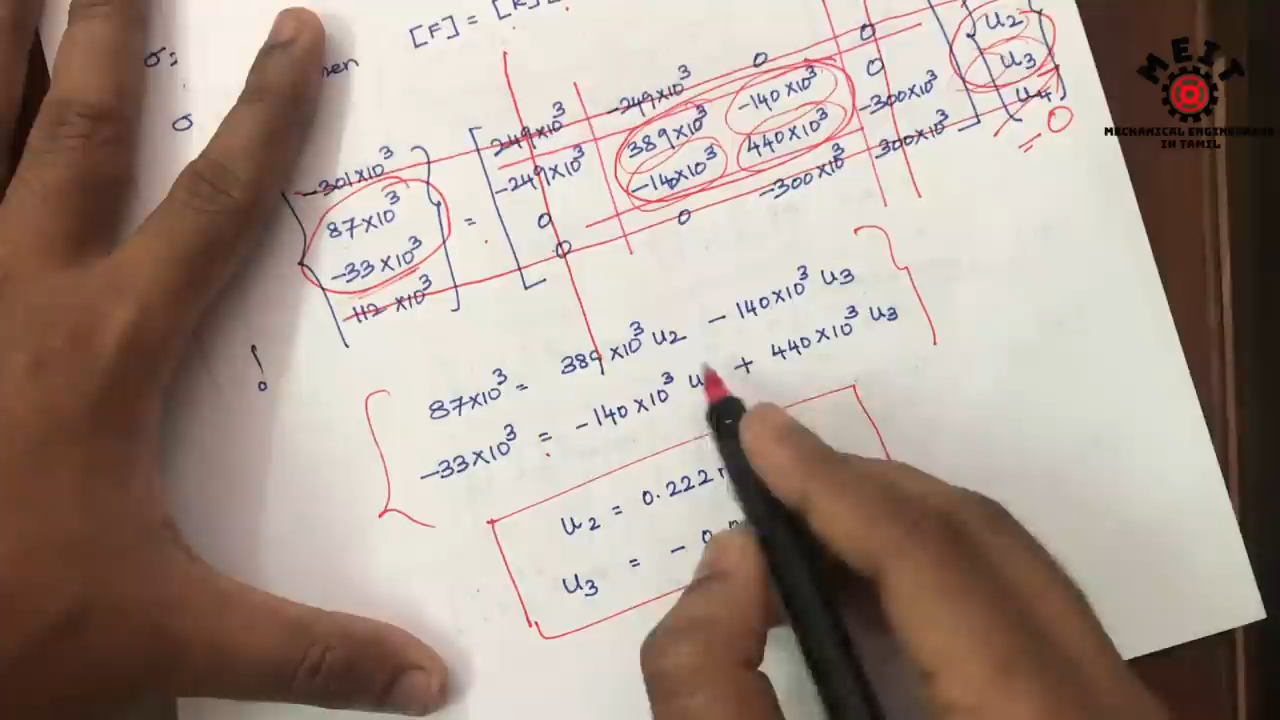 [F] = [K]
σ2
σ
{ -301×10³ } = [ 249×10³ -249×10³ 0 0 ]
{ 87×10³ } [ -249×10³ 389×10³ -140×10³ 0 ] { u2
{ -33×10³ } [ 0 -140×10³ 440×10³ -300×10³ ] u3
{ 112×10³ } [ 0 0 -300×10³ 300×10³ ] u4 }
= 0
!
87×10³ = 389×10³ u2 - 140×10³ u3
-33×10³ = -140×10³ u + 440×10³ u3
u2 = 0.222
u3 = - 0
MEIT
MECHANICAL ENGINEERING
IN TAMIL